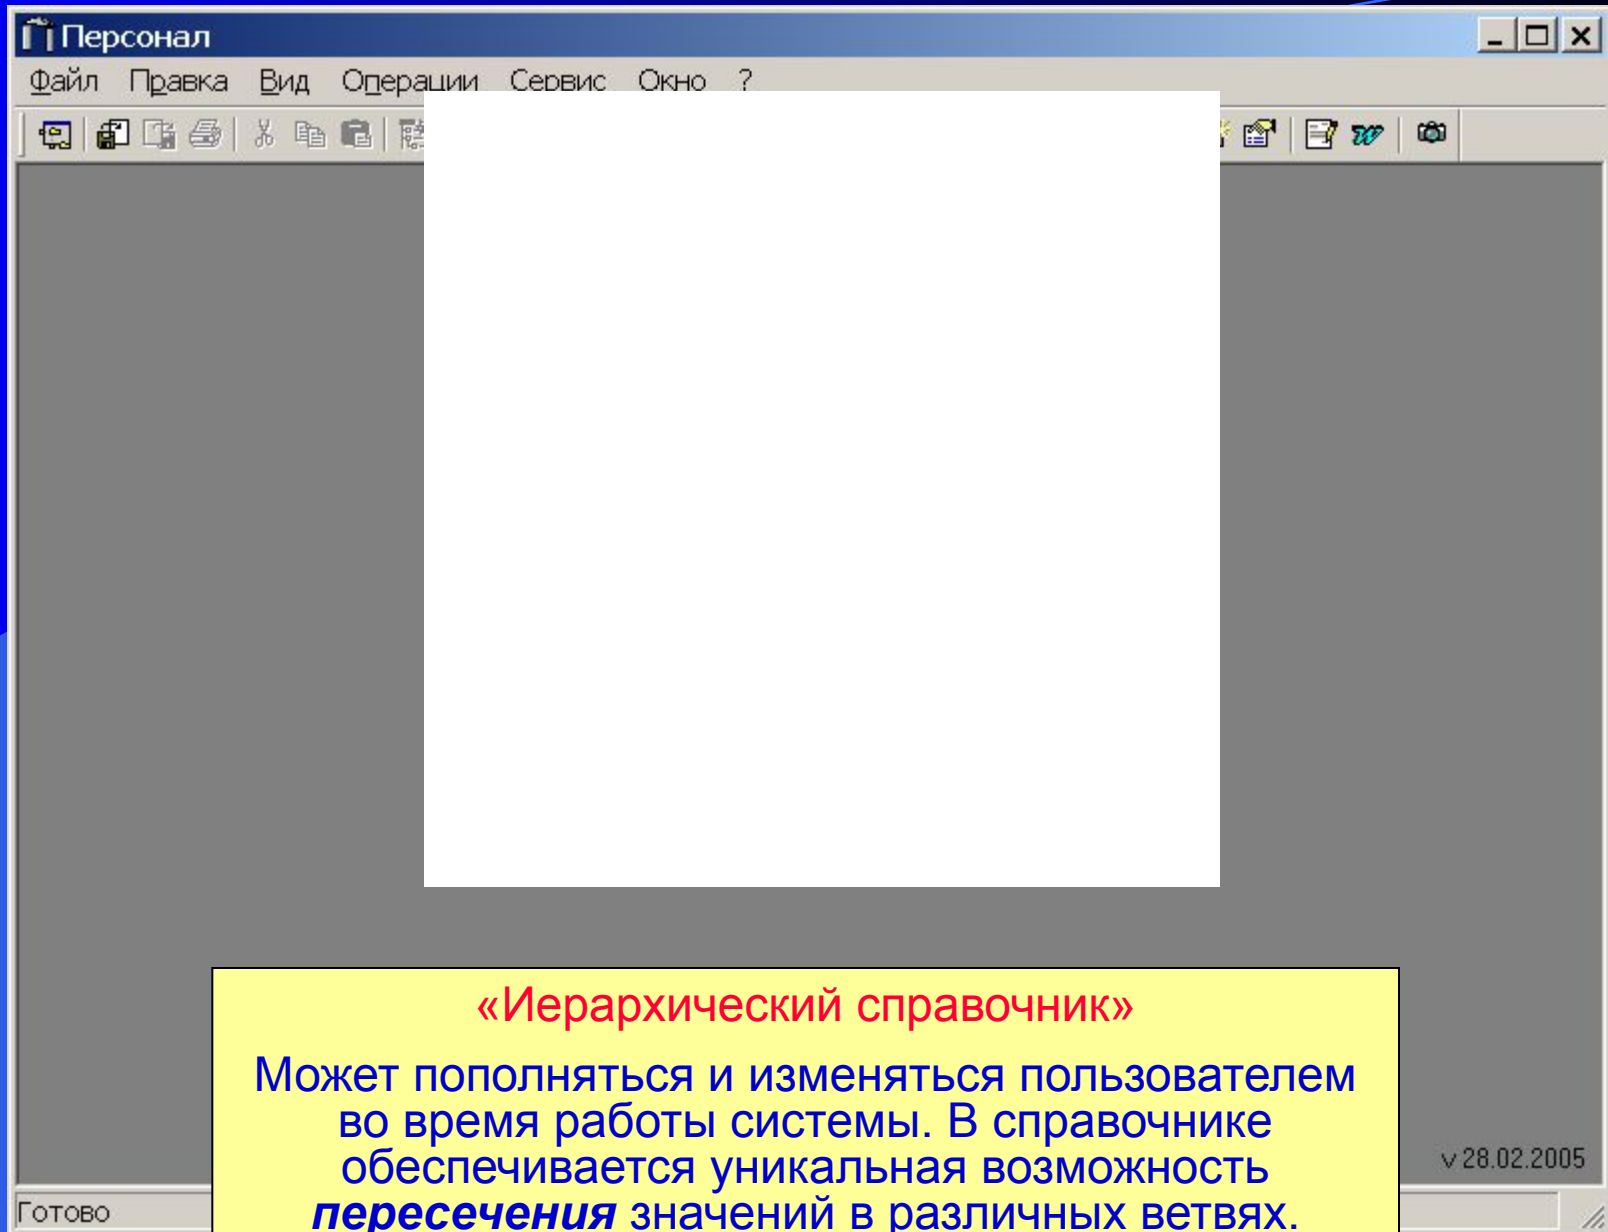 Персонал
Файл Правка Вид Операции Сервис Окно ?
«Иерархический справочник»
Может пополняться и изменяться пользователем
во время работы системы. В справочнике
обеспечивается уникальная возможность
пересечения значений в различных ветвях.
v 28.02.2005
Готово